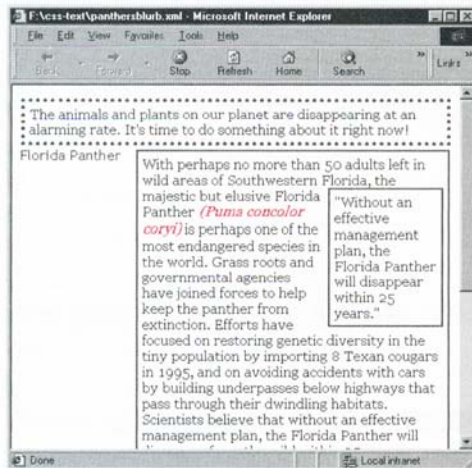 F:\css-text\panthersblurb.xml - Microsoft Internet Explorer
File Edit View Favorites Tools Help
Back Forward Stop Refresh Home Search » Links »
The animals and plants on our planet are disappearing at an
alarming rate. It's time to do something about it right now!
Florida Panther
With perhaps no more than 50 adults left in
wild areas of Southwestern Florida, the
majestic but elusive Florida
Panther (Puma concolor
coryi) is perhaps one of the
most endangered species in
the world. Grass roots and
governmental agencies
have joined forces to help
keep the panther from
extinction. Efforts have
"Without an
effective
management
plan, the
Florida Panther
will disappear
within 25
years."
focused on restoring genetic diversity in the
tiny population by importing 8 Texan cougars
in 1995, and on avoiding accidents with cars
by building underpasses below highways that
pass through their dwindling habitats.
Scientists believe that without an effective
management plan, the Florida Panther will
Done Local intranet